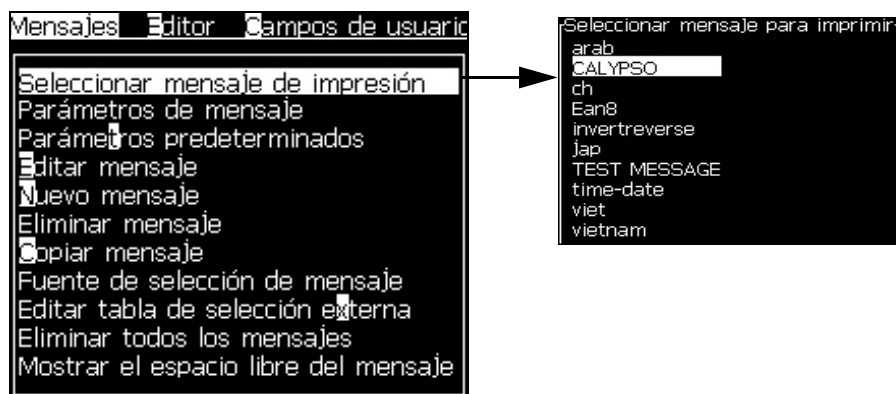 Mensajes Editor Campos de usuario
Seleccionar mensaje de impresión
Parámetros de mensaje
Parámetros predeterminados
Editar mensaje
Nuevo mensaje
Eliminar mensaje
Copiar mensaje
Fuente de selección de mensaje
Editar tabla de selección externa
Eliminar todos los mensajes
Mostrar el espacio libre del mensaje
Seleccionar mensaje para imprimir
arab
CALYPSO
ch
Ean8
invertreverse
jap
TEST MESSAGE
time-date
viet
vietnam